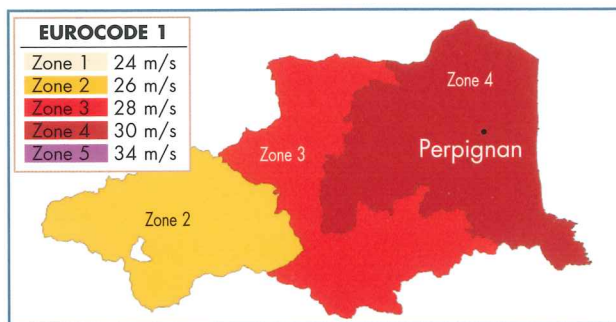 EUROCODE 1
Zone 1 24 m/s
Zone 2 26 m/s
Zone 3 28 m/s
Zone 4 30 m/s
Zone 5 34 m/s
Zone 4
Perpignan
Zone 3
Zone 2